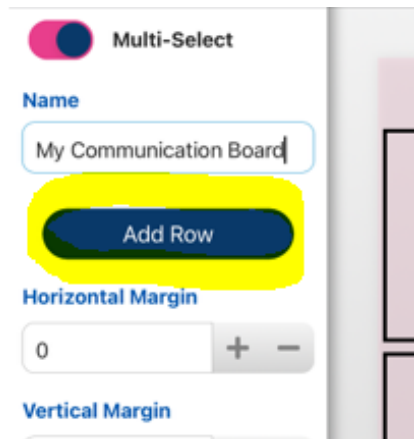 Multi-Select
Name
My Communication Board
Add Row
Horizontal Margin
0
+ −
Vertical Margin